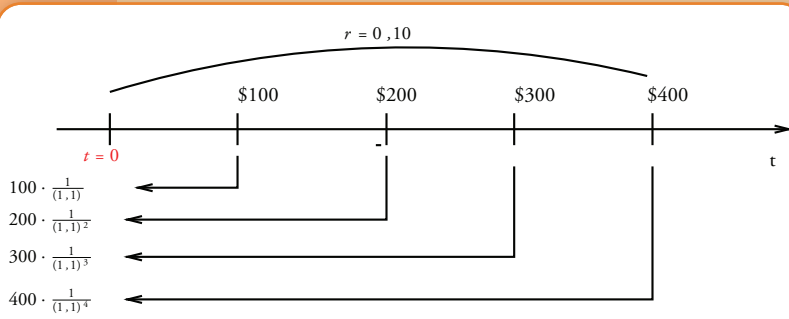 r = 0 ,10
$100 $200 $300 $400
t = 0
t
100 · 1/(1 ,1)
200 · 1/(1 ,1)²
300 · 1/(1 ,1)³
400 · 1/(1 ,1)⁴